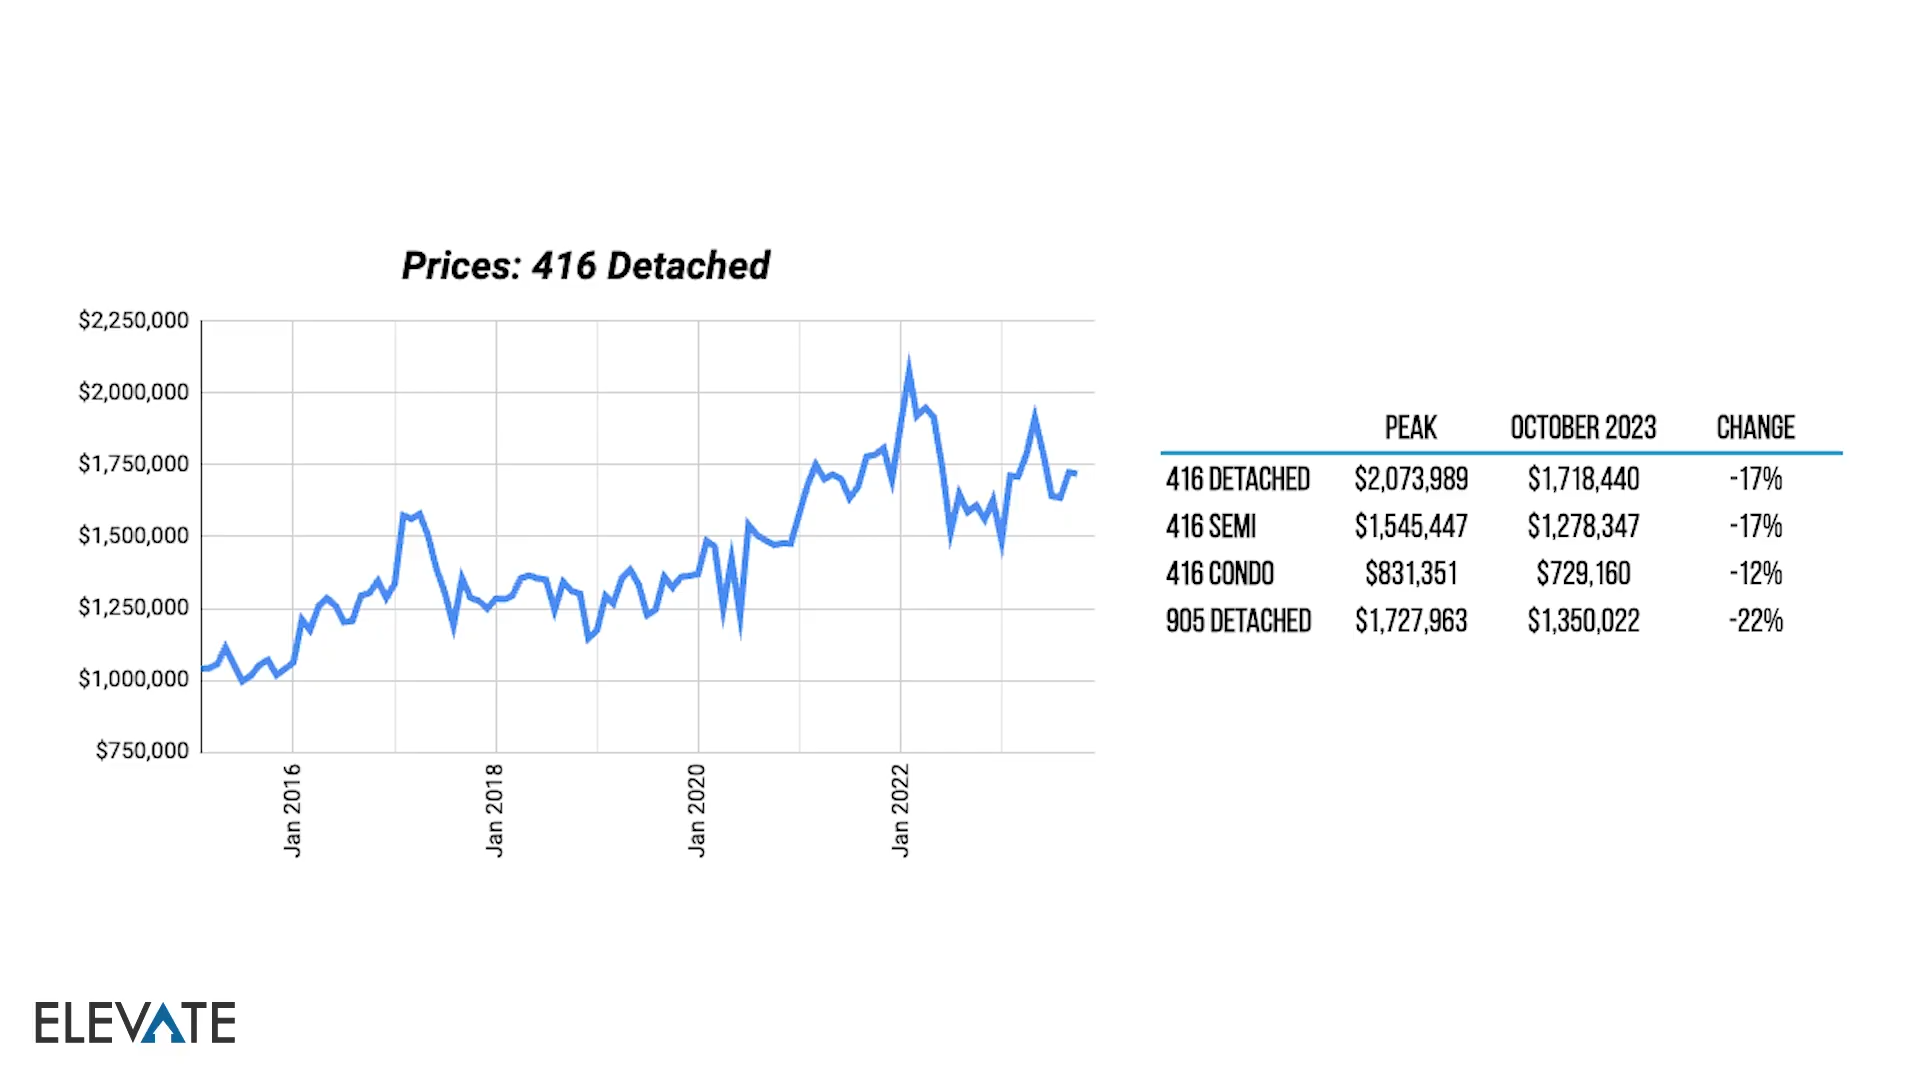 Prices: 416 Detached
$2,250,000
$2,000,000
$1,750,000
$1,500,000
$1,250,000
$1,000,000
$750,000
Jan 2016
Jan 2018
Jan 2020
Jan 2022
PEAK OCTOBER 2023 CHANGE
416 DETACHED $2,073,989 $1,718,440 -17%
416 SEMI $1,545,447 $1,278,347 -17%
416 CONDO $831,351 $729,160 -12%
905 DETACHED $1,727,963 $1,350,022 -22%
ELEVATE